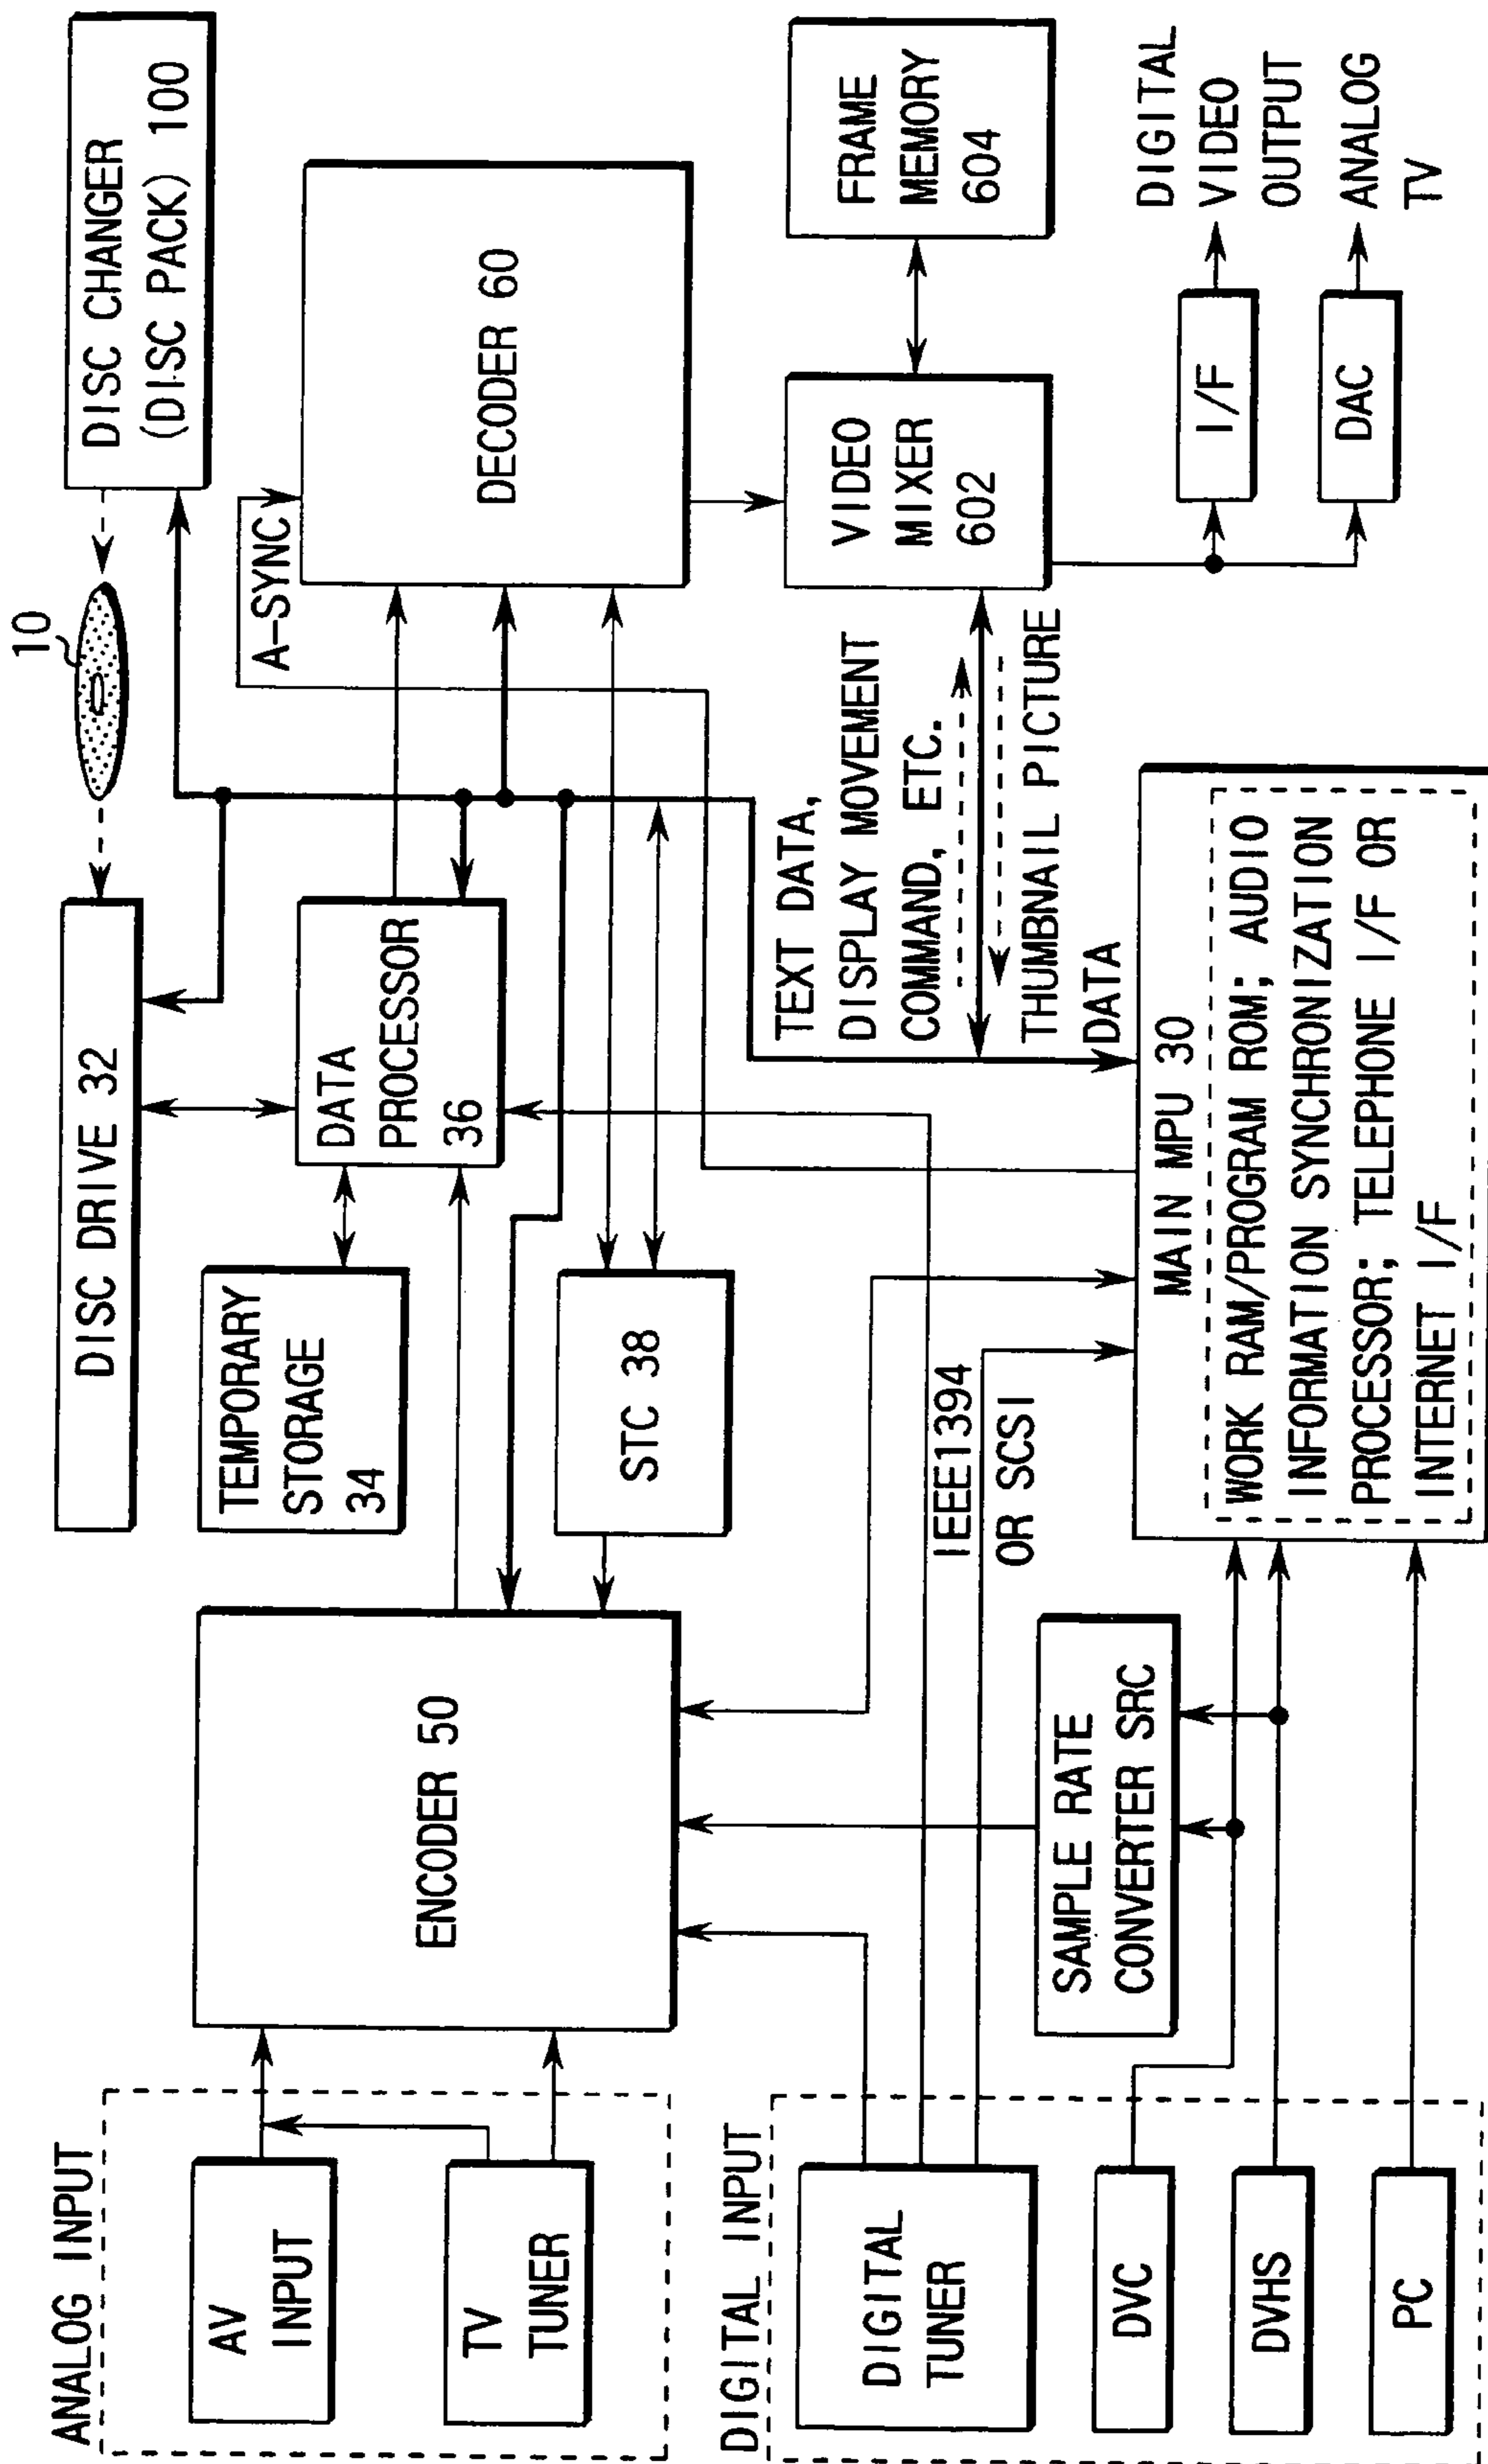 ANALOG INPUT
AV
INPUT
TV
TUNER
DIGITAL INPUT
DIGITAL
TUNER
DVC
DVHS
PC
ENCODER 50
SAMPLE RATE
CONVERTER SRC
IEEE1394
OR SCSI
DISC DRIVE 32
TEMPORARY
STORAGE
34
DATA
PROCESSOR
36
STC 38
MAIN MPU 30
WORK RAM/PROGRAM ROM; AUDIO
INFORMATION SYNCHRONIZATION
PROCESSOR; TELEPHONE I/F OR
INTERNET I/F
10
DISC CHANGER
(DISC PACK) 100
A-SYNC
DECODER 60
TEXT DATA,
DISPLAY MOVEMENT
COMMAND, ETC.
THUMBNAIL PICTURE
DATA
VIDEO
MIXER
602
FRAME
MEMORY
604
I/F
DAC
DIGITAL
VIDEO
OUTPUT
ANALOG
TV